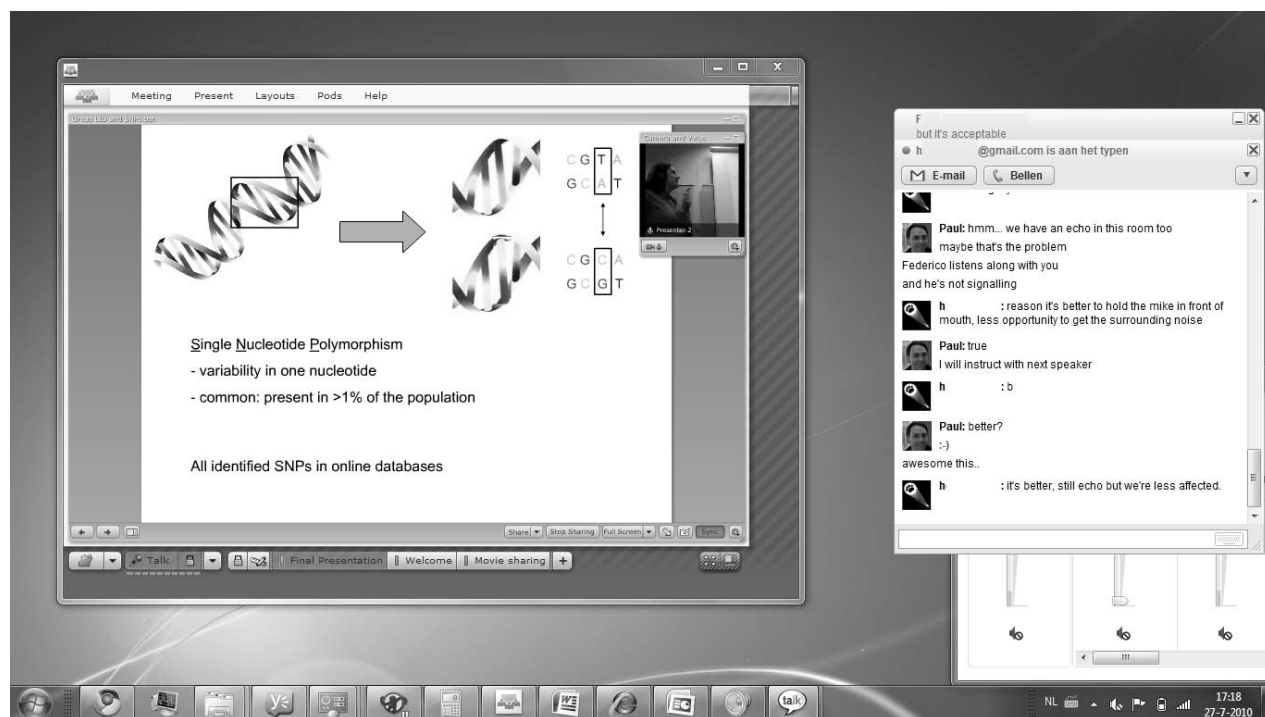 Meeting Present Layouts Pods Help
Group LID and SNPs.ppt
Camera and Voice
C G T A
G C A T
Presenter 2
C G C A
G C G T
Single Nucleotide Polymorphism
- variability in one nucleotide
- common: present in >1% of the population
All identified SNPs in online databases
Share Stop Sharing Full Screen Sync
Talk Final Presentation Welcome Movie sharing +
F
but it's acceptable
h @gmail.com is aan het typen
E-mail Bellen
Paul: hmm... we have an echo in this room too
maybe that's the problem
Federico listens along with you
and he's not signalling
h : reason it's better to hold the mike in front of
mouth, less opportunity to get the surrounding noise
Paul: true
I will instruct with next speaker
h : b
Paul: better?
:-)
awesome this..
h : it's better, still echo but we're less affected.
talk
NL
17:18
27-7-2010